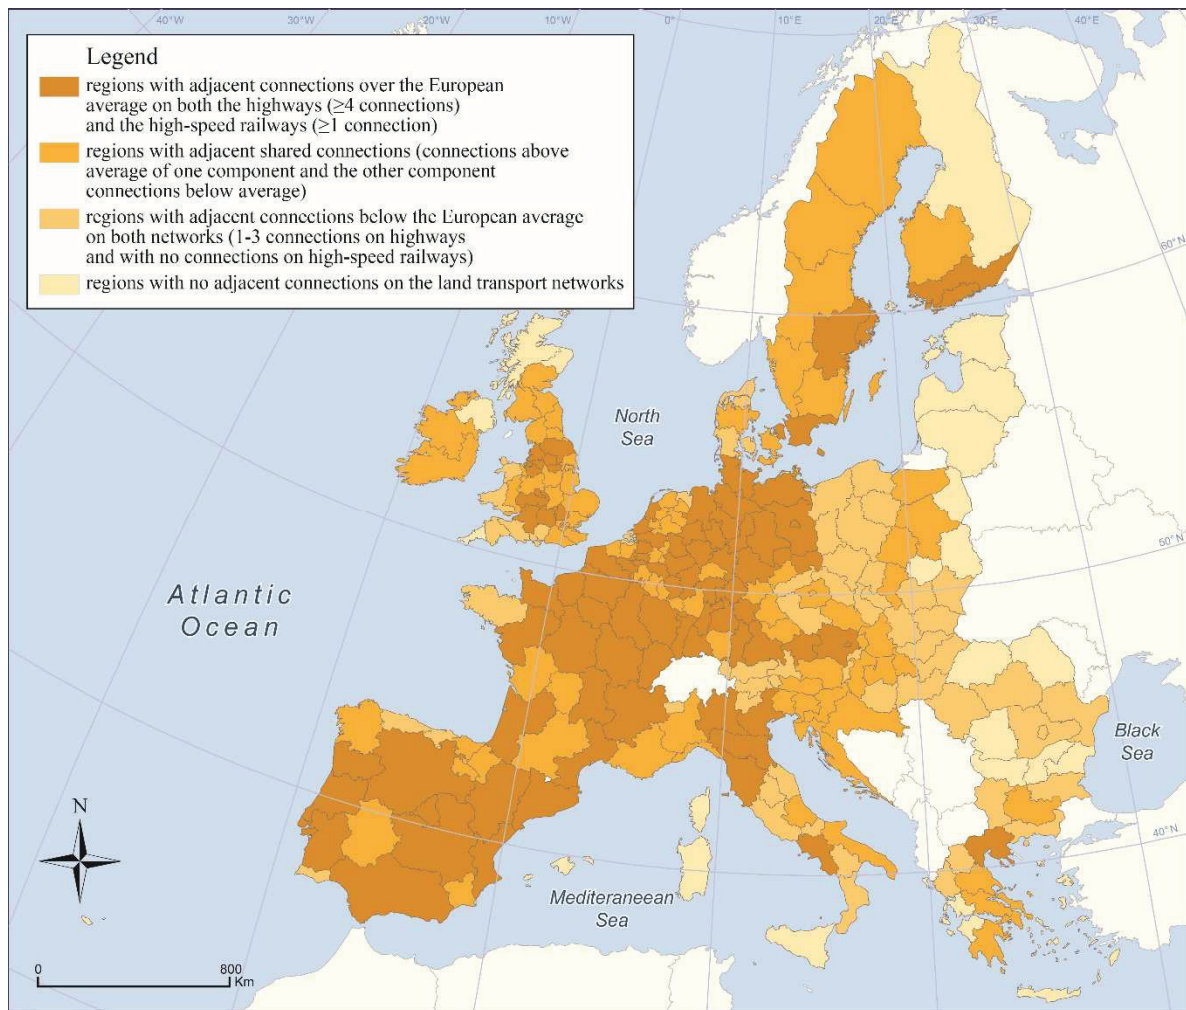 40°W
30°W
20°W
10°W
0°
10°E
20°E
30°E
40°E
Legend
regions with adjacent connections over the European
average on both the highways (≥4 connections)
and the high-speed railways (≥1 connection)
regions with adjacent shared connections (connections above
average of one component and the other component
connections below average)
regions with adjacent connections below the European average
on both networks (1-3 connections on highways
and with no connections on high-speed railways)
regions with no adjacent connections on the land transport networks
60°N
North
Sea
50°N
Atlantic
Ocean
Black
Sea
N
40°N
Mediteraneean
Sea
0
800
Km